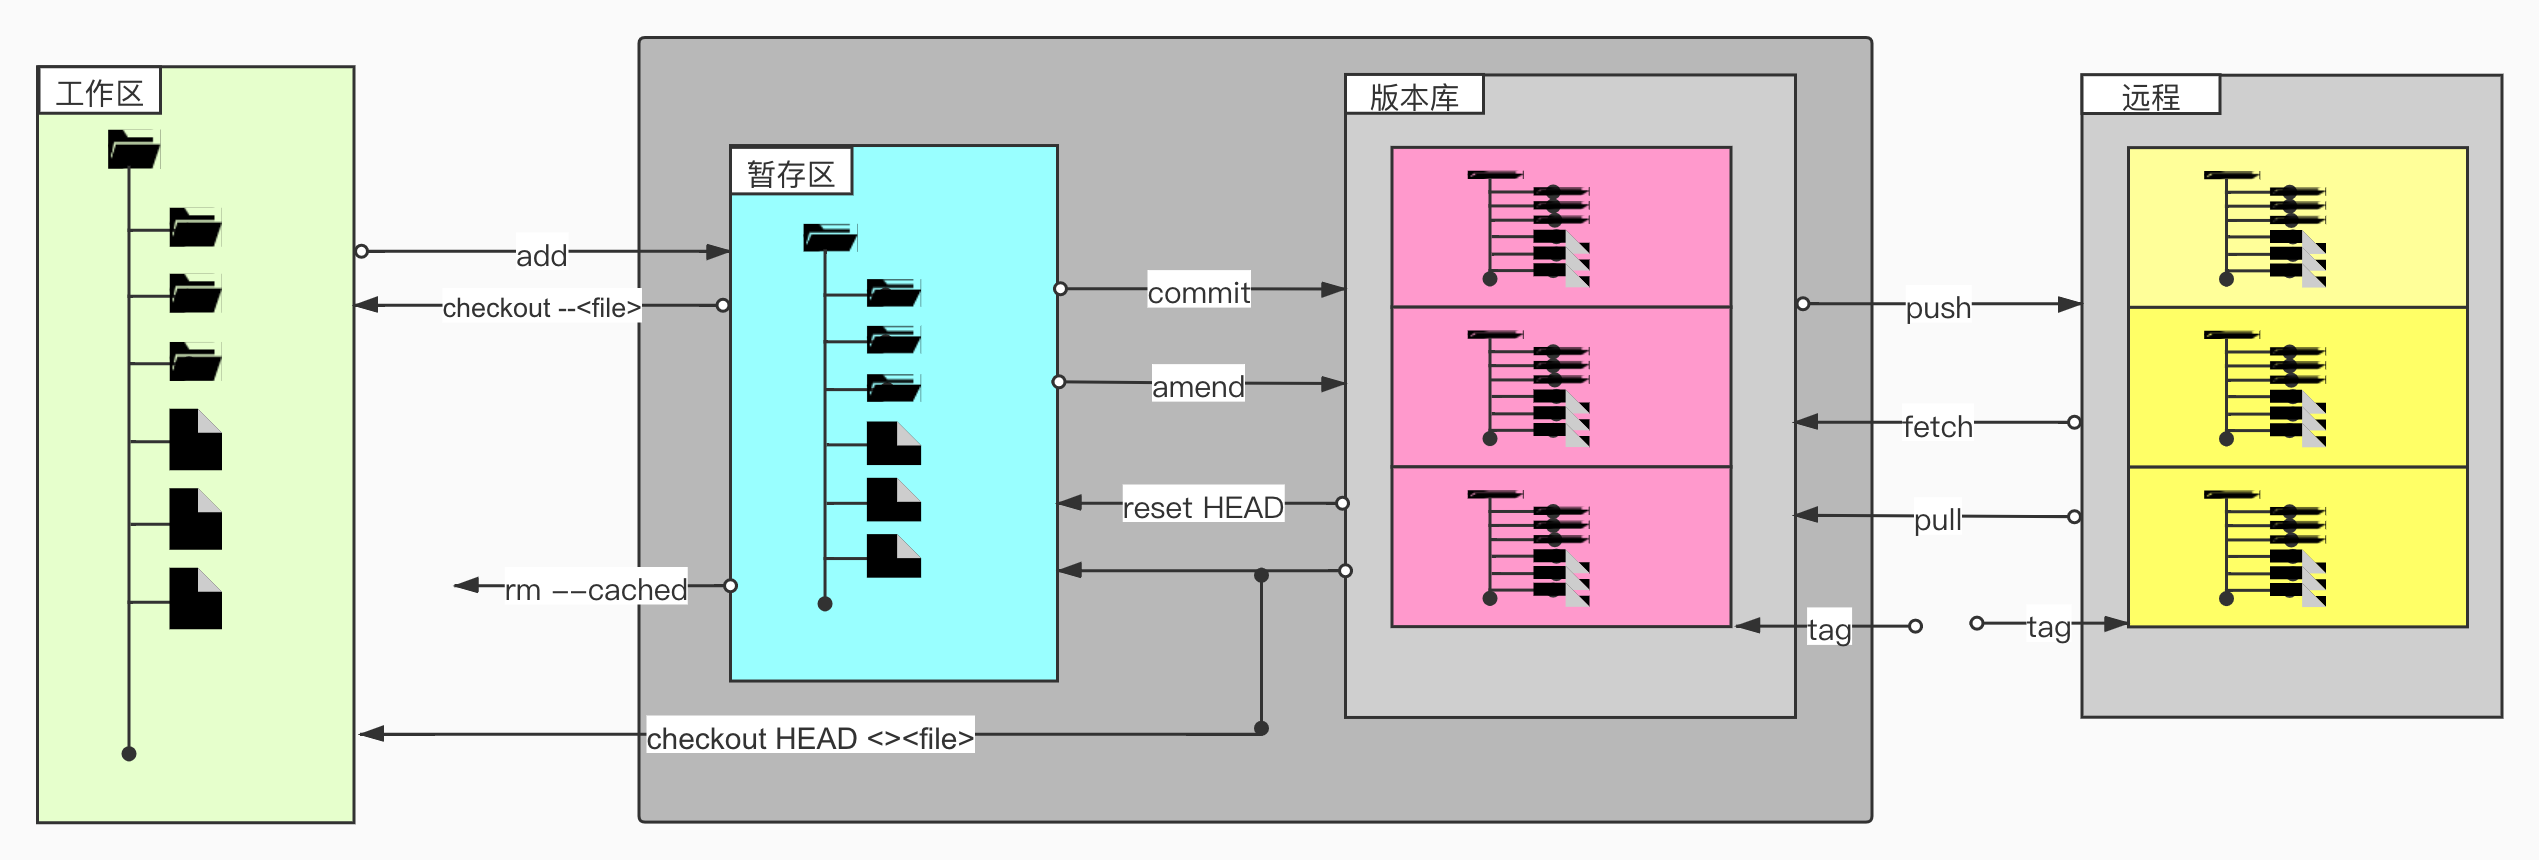 工作区
暂存区
版本库
远程
add
checkout --<file>
commit
amend
reset HEAD
rm --cached
checkout HEAD <><file>
push
fetch
pull
tag
tag